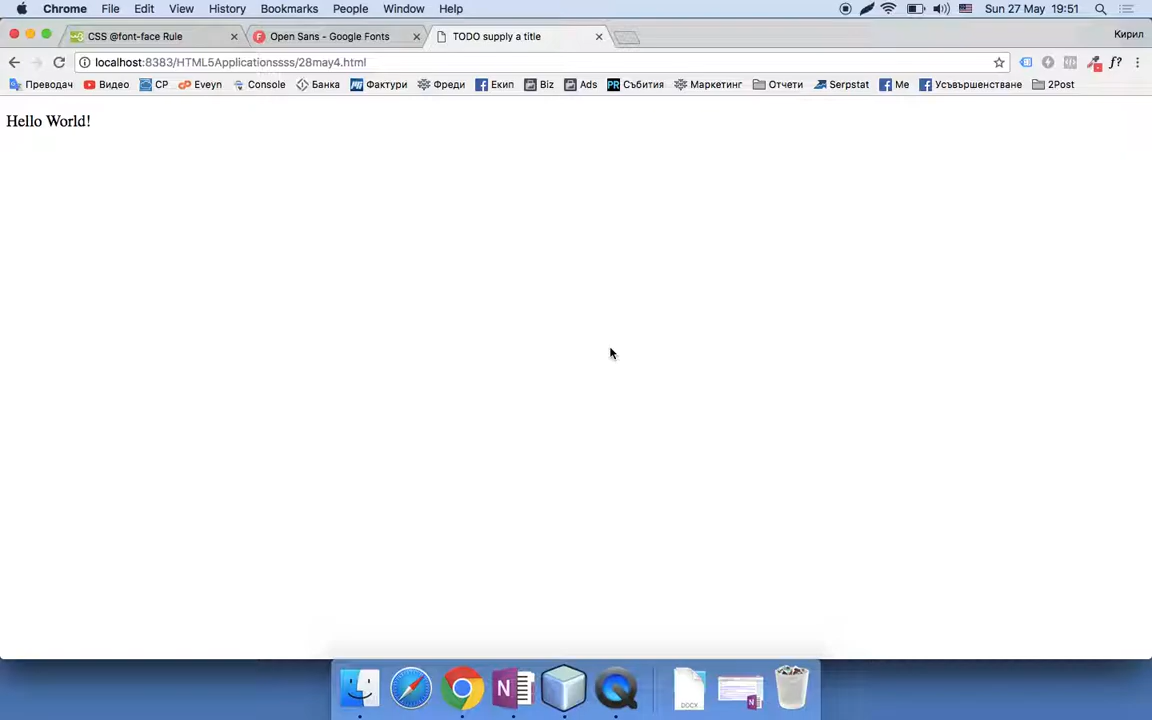 Chrome File Edit View History Bookmarks People Window Help Sun 27 May 19:51
CSS @font-face Rule Open Sans - Google Fonts TODO supply a title Кирил
localhost:8383/HTML5Applicationssss/28may4.html f?
Преводач Видео CP Eveyn Console Банка Фактури Фреди Екип Biz Ads Събития Маркетинг Отчети Serpstat Me Усъвършенстване 2Post
Hello World!
DOCX